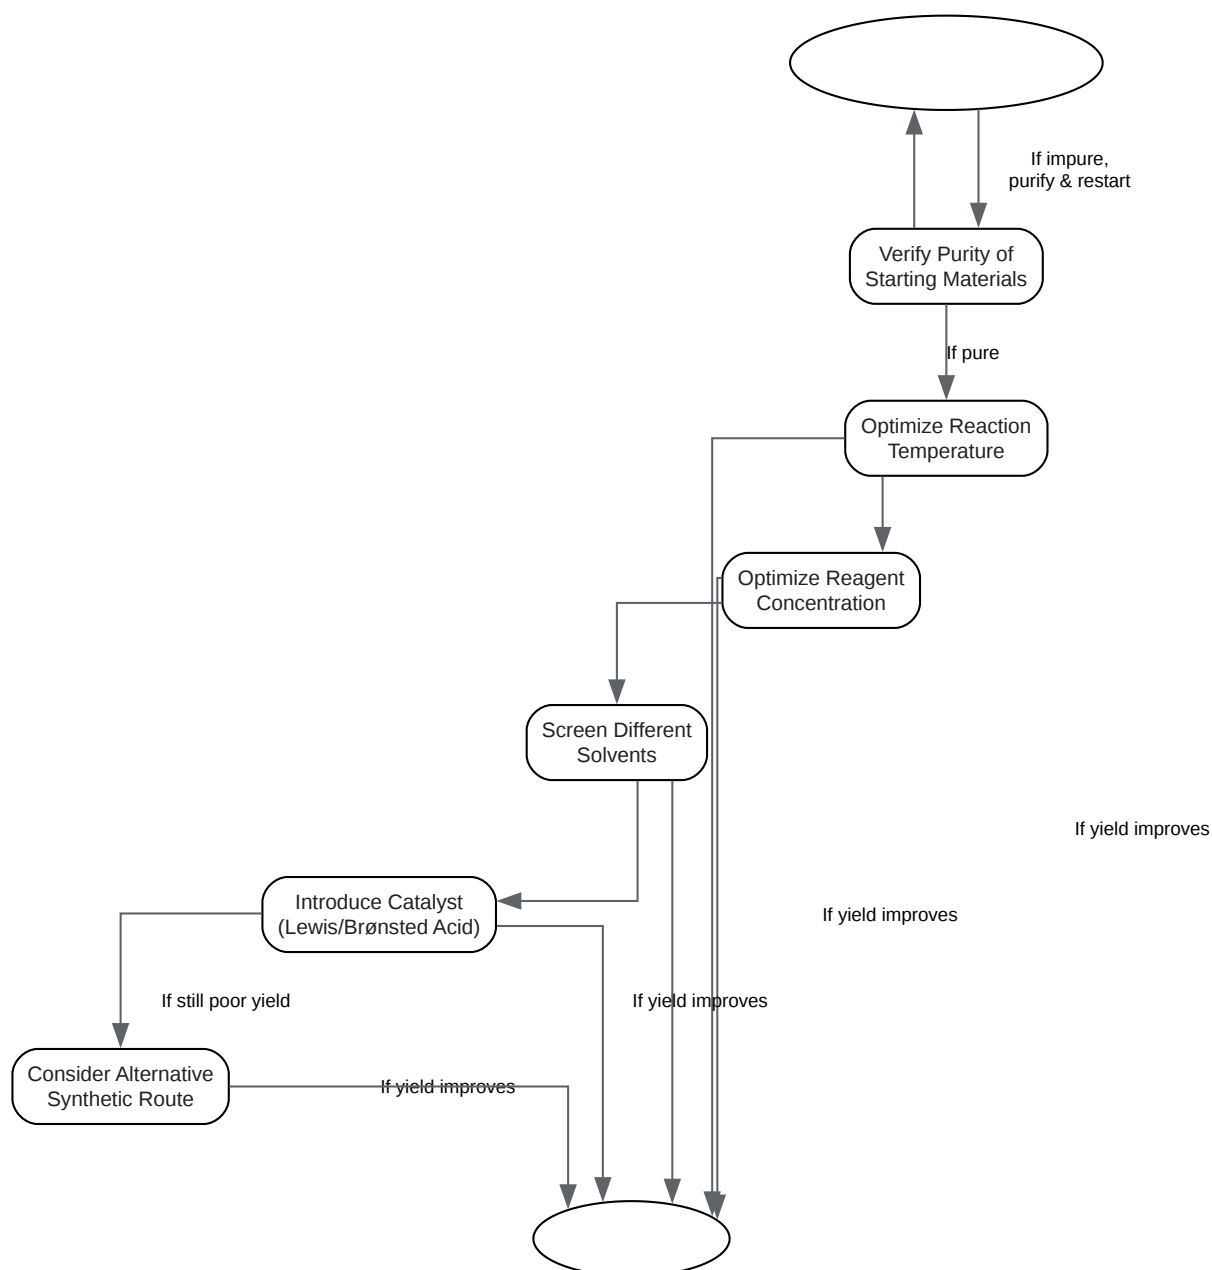 If impure,
purify & restart
Verify Purity of
Starting Materials
If pure
Optimize Reaction
Temperature
Optimize Reagent
Concentration
Screen Different
Solvents
If yield improves
Introduce Catalyst
(Lewis/Brønsted Acid)
If yield improves
If still poor yield
If yield improves
Consider Alternative
Synthetic Route
If yield improves